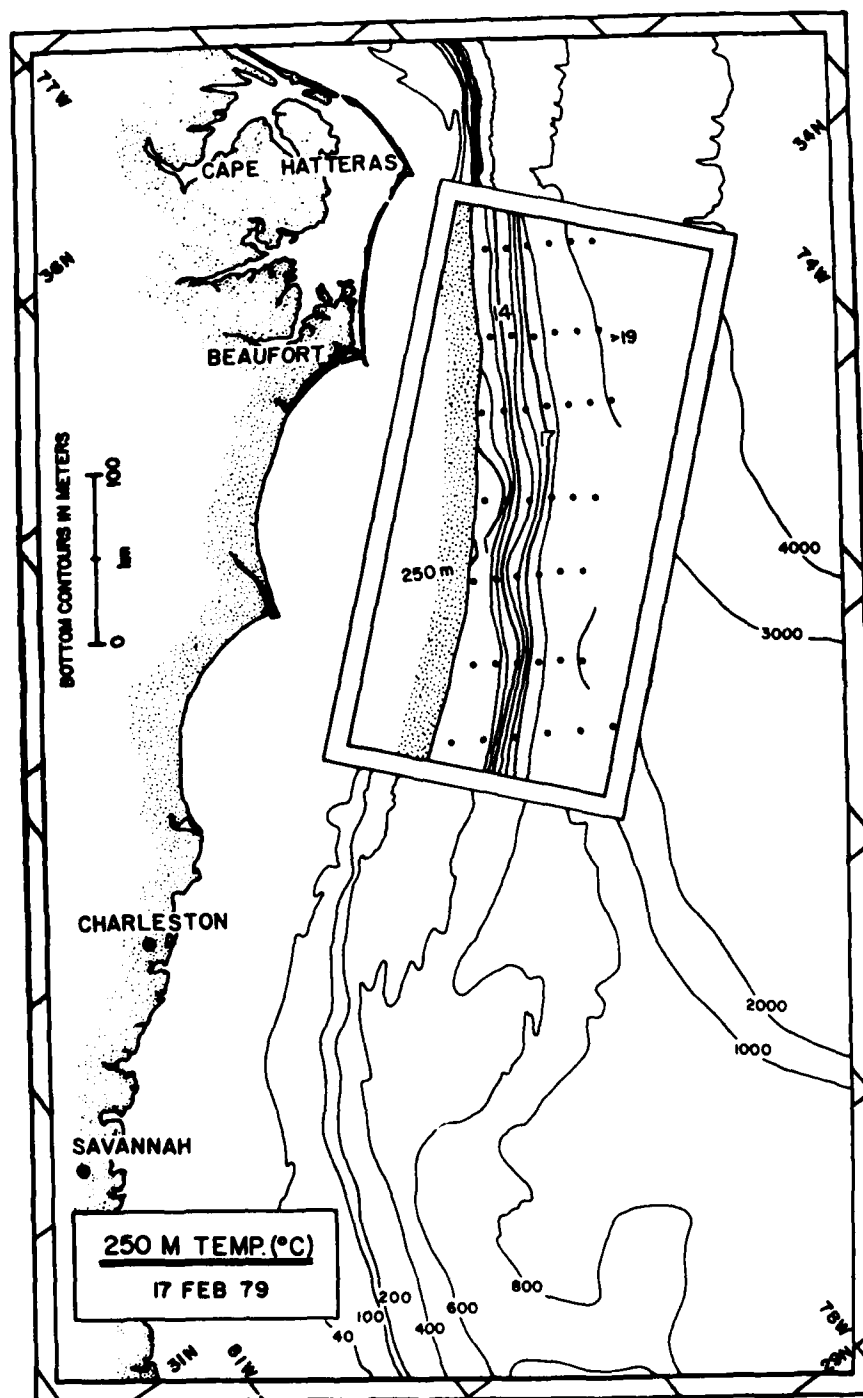 77W
34N
CAPE HATTERAS
36N
74W
14
BEAUFORT
>19
17
BOTTOM CONTOURS IN METERS
100
km
0
250 m
4000
3000
CHARLESTON
2000
1000
SAVANNAH
250 M TEMP. (°C)
17 FEB 79
800
600
200
400
100
40
31N
81W
78W
29N